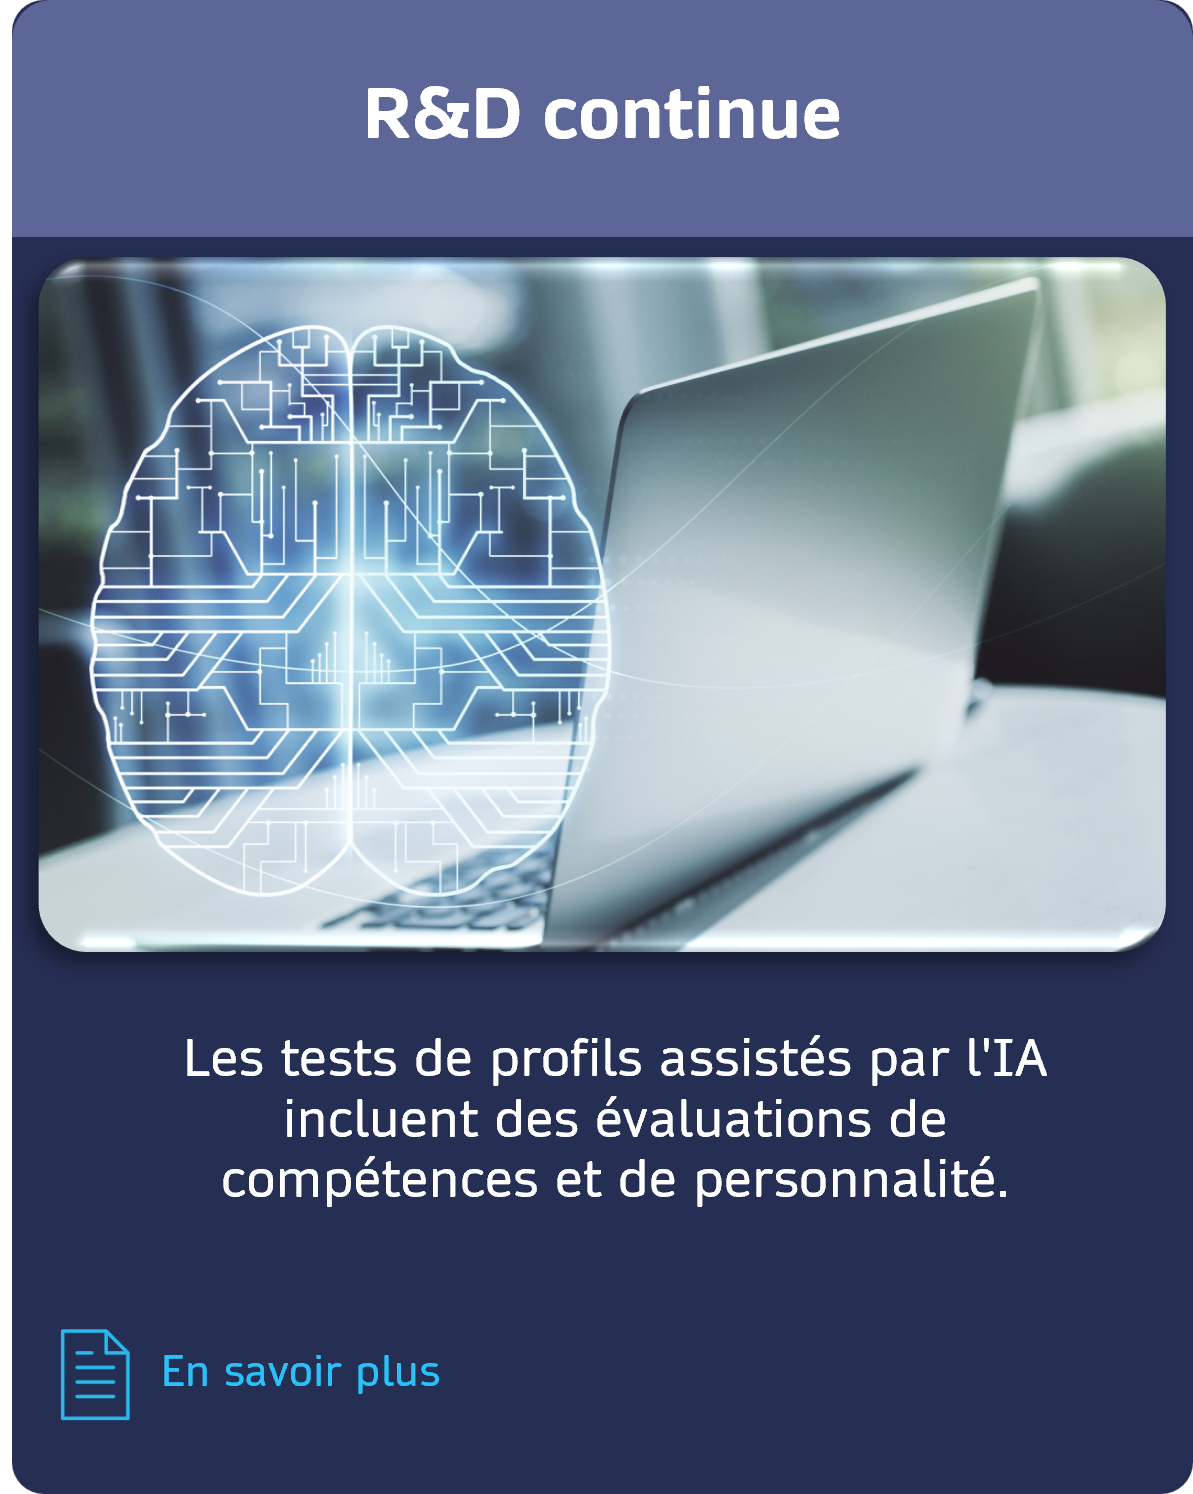 R&D continue
Les tests de profils assistés par l'IA
incluent des évaluations de
compétences et de personnalité.
En savoir plus